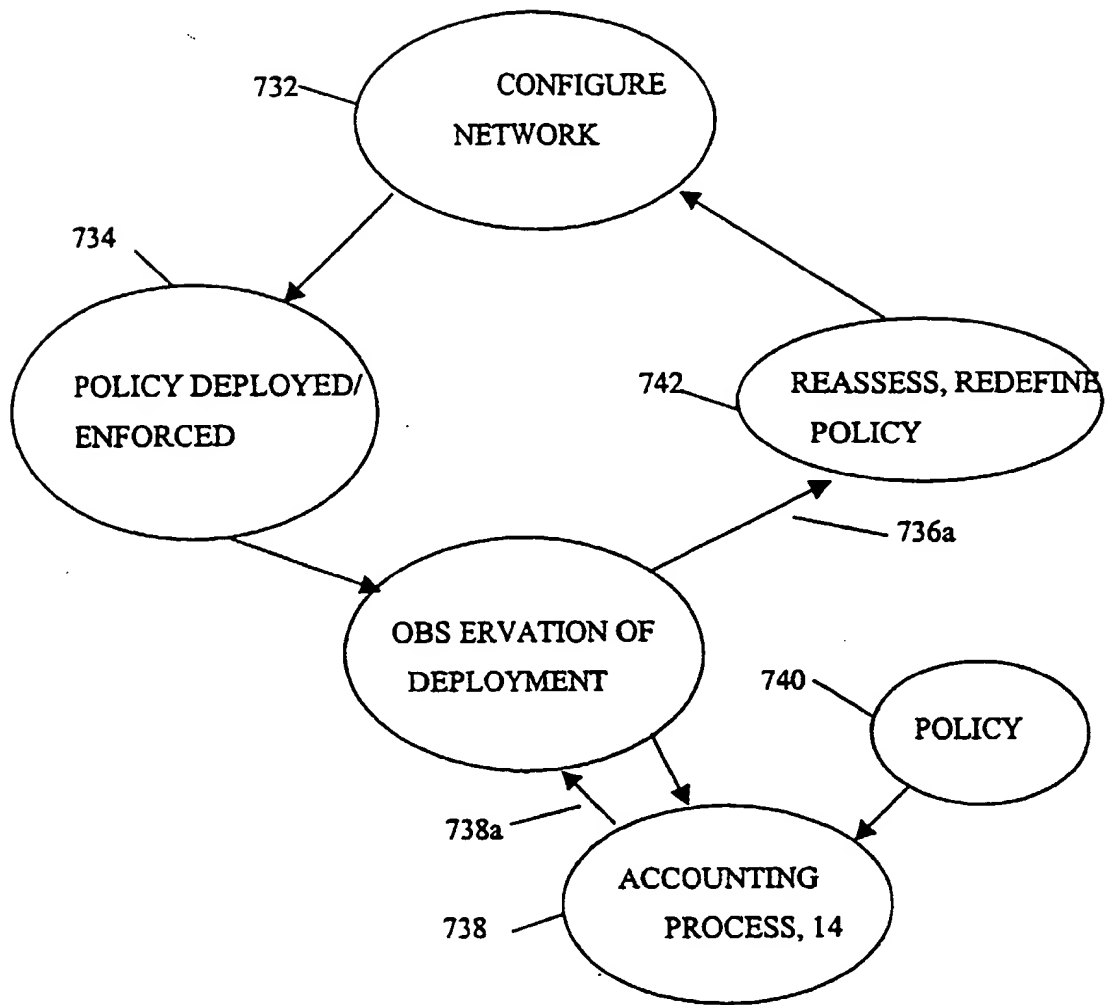 732
CONFIGURE
NETWORK
734
POLICY DEPLOYED/
ENFORCED
742
REASSESS, REDEFINE
POLICY
736a
OBS ERVATION OF
DEPLOYMENT
740
POLICY
738a
ACCOUNTING
PROCESS, 14
738